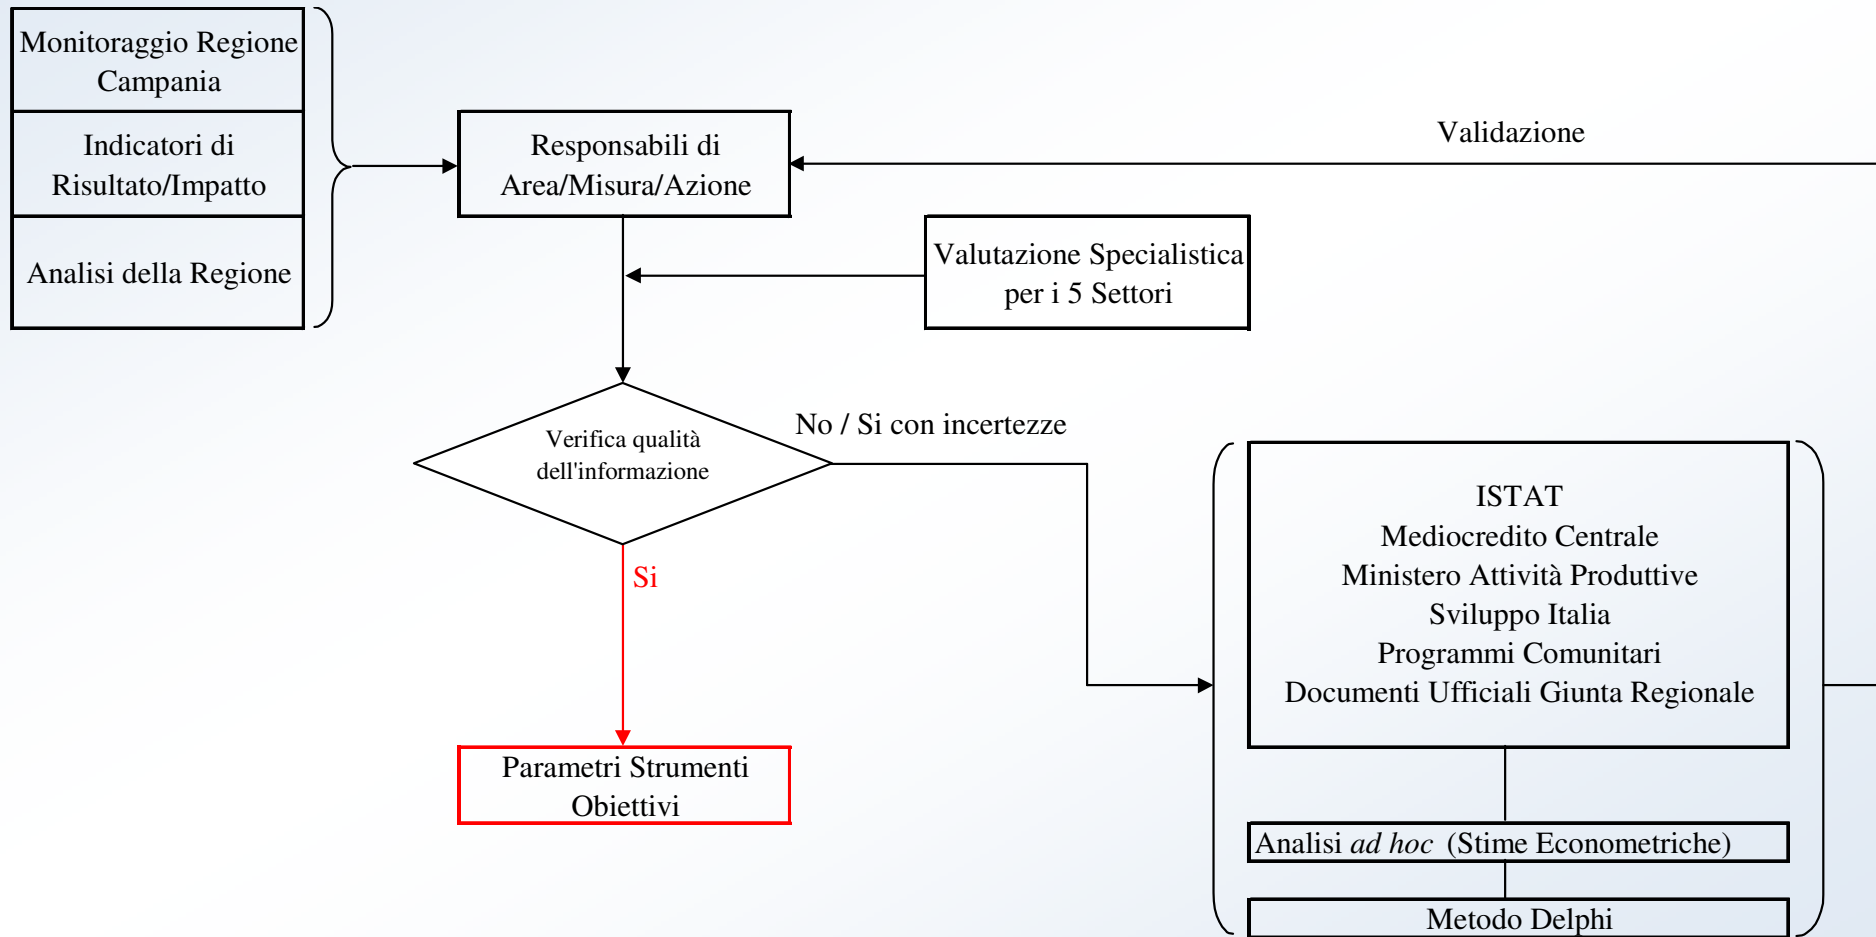 Monitoraggio Regione
Campania
Indicatori di
Risultato/Impatto
Analisi della Regione
Responsabili di
Area/Misura/Azione
Validazione
Valutazione Specialistica
per i 5 Settori
Verifica qualità
dell'informazione
No / Si con incertezze
Si
Parametri Strumenti
Obiettivi
ISTAT
Mediocredito Centrale
Ministero Attività Produttive
Sviluppo Italia
Programmi Comunitari
Documenti Ufficiali Giunta Regionale
Analisi ad hoc (Stime Econometriche)
Metodo Delphi